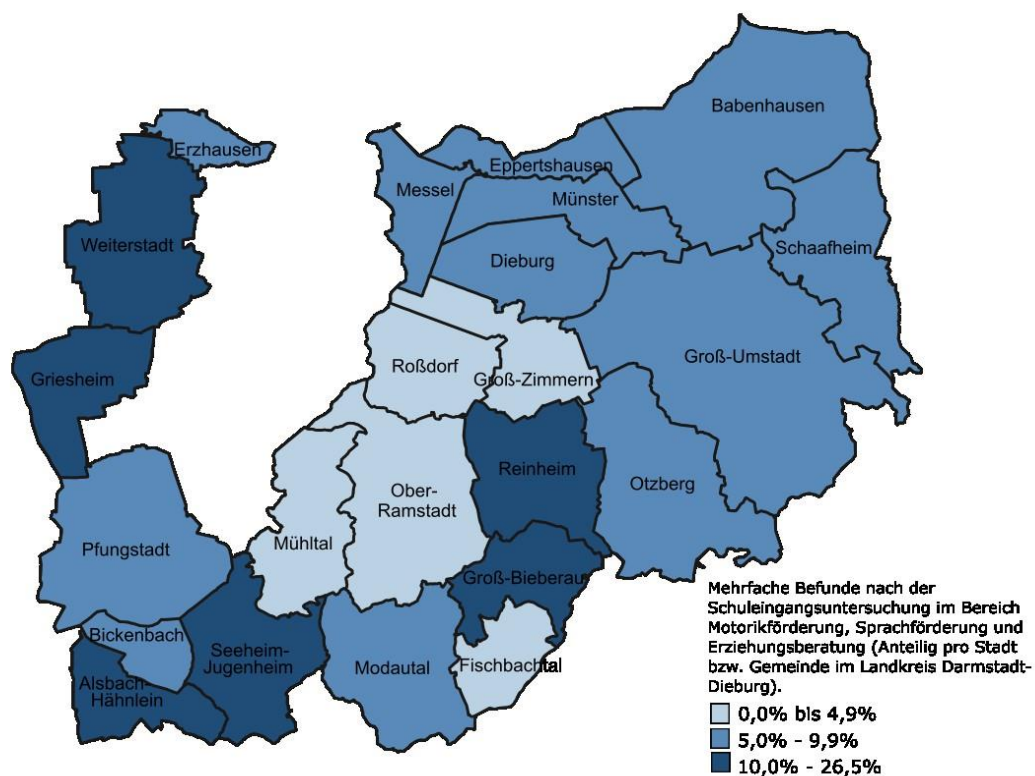 Babenhausen
Erzhausen
Eppertshausen
Messel
Münster
Weiterstadt
Schaafheim
Dieburg
Groß-Umstadt
Roßdorf
Groß-Zimmern
Griesheim
Reinheim
Otzberg
Ober-
Ramstadt
Mühltal
Pfungstadt
Groß-Bieberau
Bickenbach
Seeheim-
Jugenheim
Modautal
Fischbachtal
Alsbach-
Hähnlein
Mehrfache Befunde nach der
Schuleingangsuntersuchung im Bereich
Motorikförderung, Sprachförderung und
Erziehungsberatung (Anteilig pro Stadt
bzw. Gemeinde im Landkreis Darmstadt-
Dieburg).
0,0% bis 4,9%
5,0% - 9,9%
10,0% - 26,5%